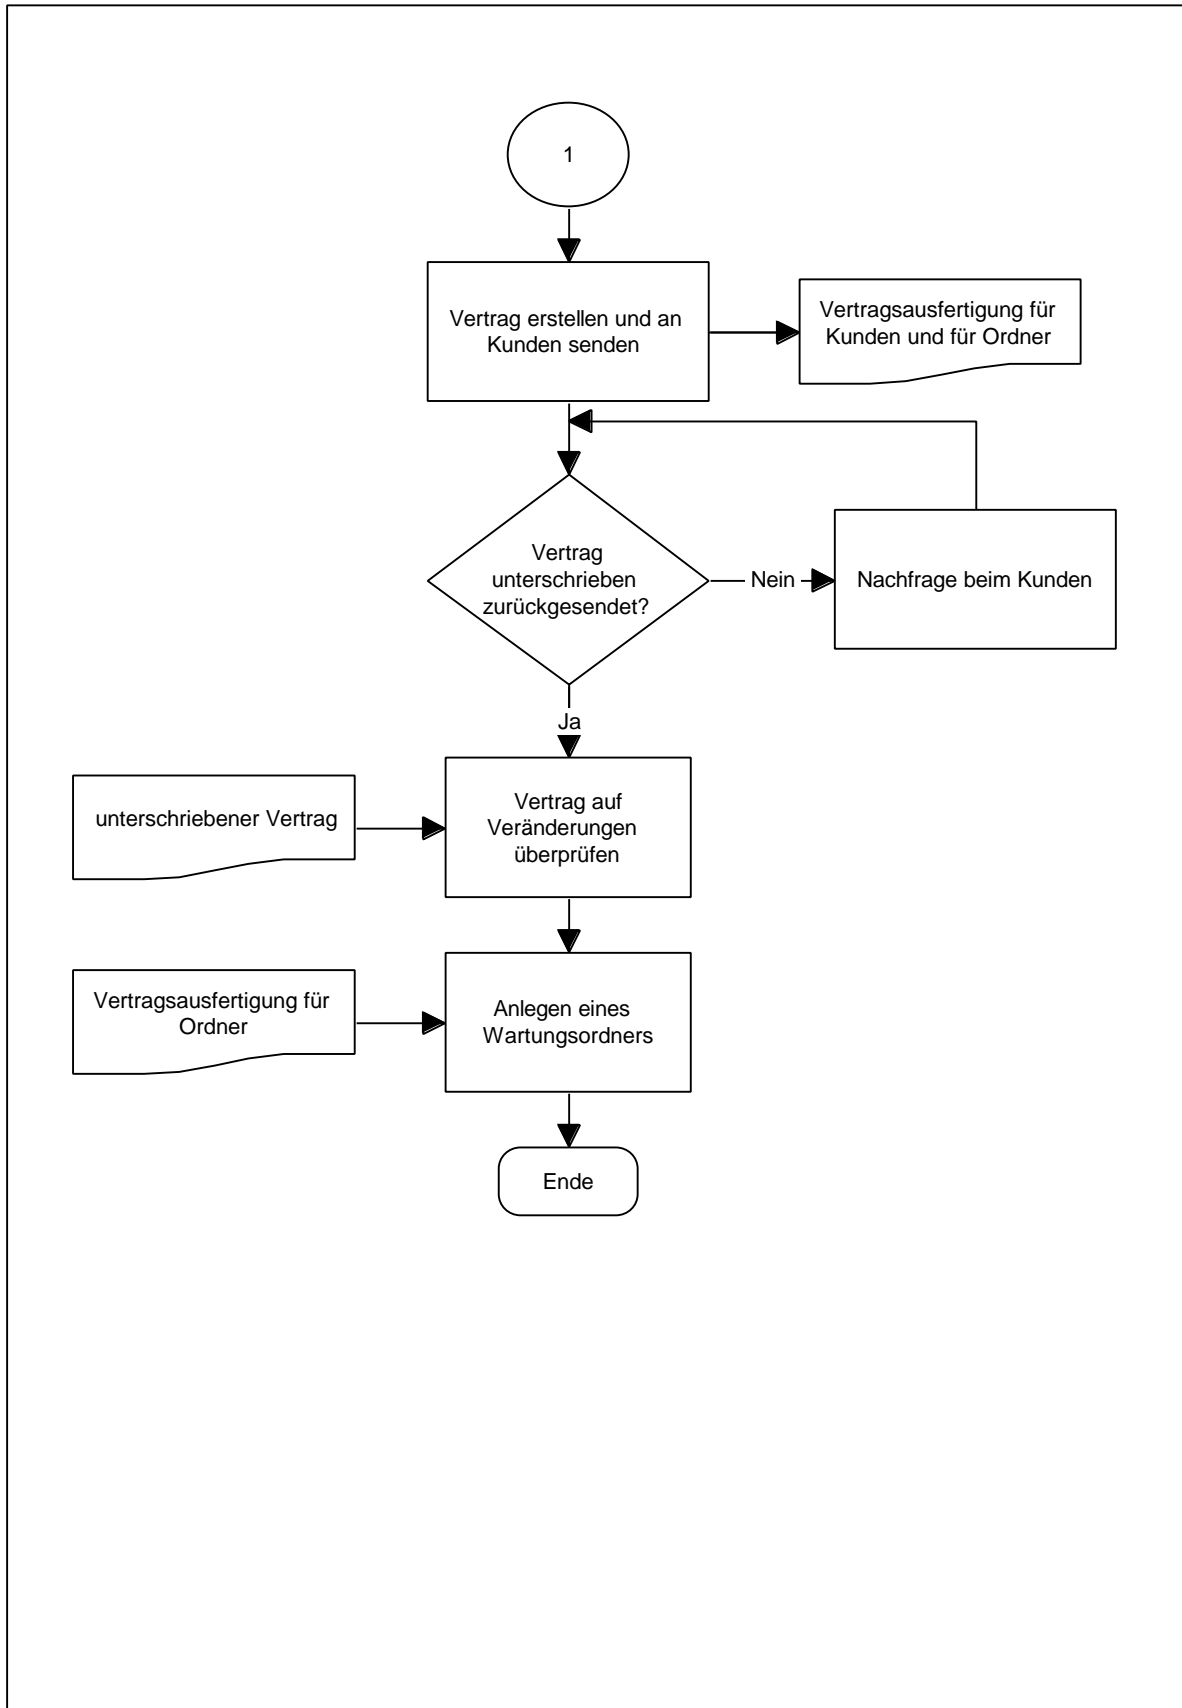 1
Vertrag erstellen und an
Kunden senden
Vertragsausfertigung für
Kunden und für Ordner
Vertrag
unterschrieben
zurückgesendet?
Nein
Nachfrage beim Kunden
Ja
unterschriebener Vertrag
Vertrag auf
Veränderungen
überprüfen
Vertragsausfertigung für
Ordner
Anlegen eines
Wartungsordners
Ende